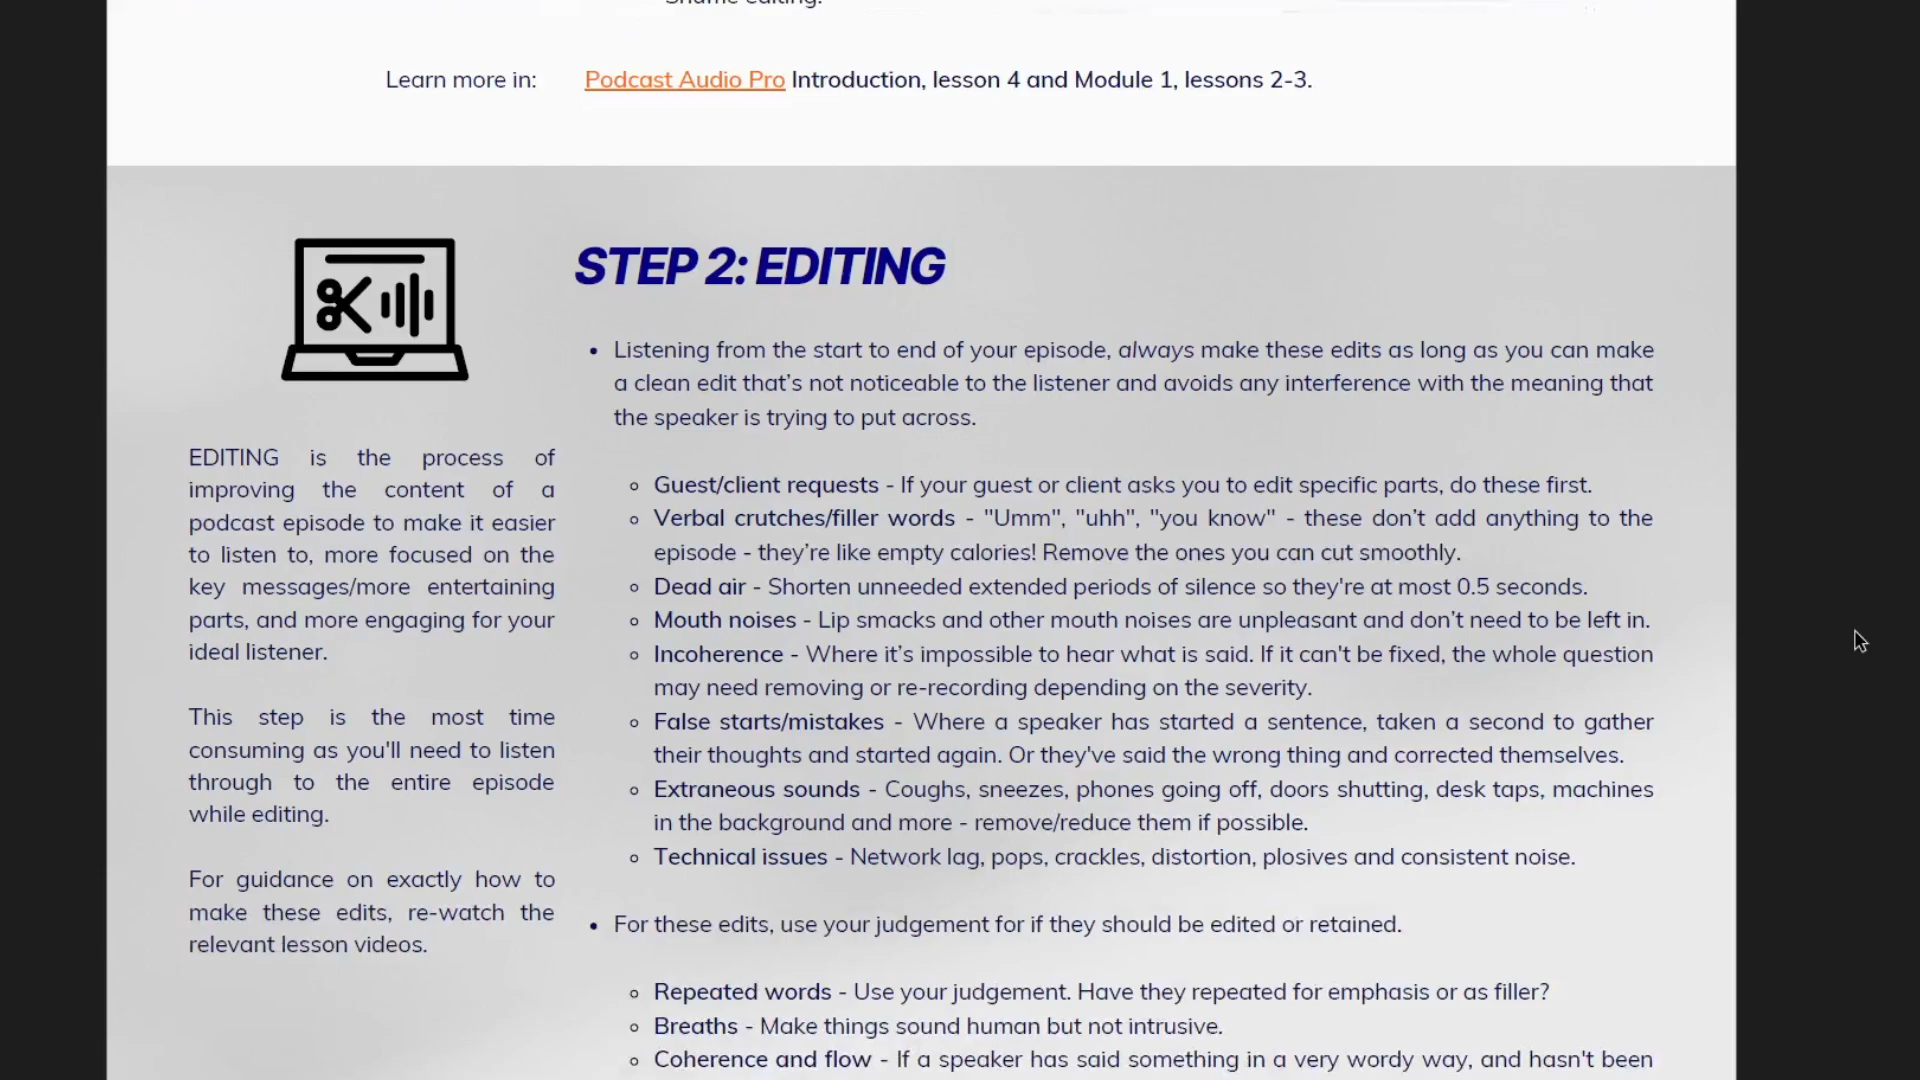 Shuffle editing.
Learn more in: Podcast Audio Pro Introduction, lesson 4 and Module 1, lessons 2-3.
EDITING is the process of
improving the content of a
podcast episode to make it easier
to listen to, more focused on the
key messages/more entertaining
parts, and more engaging for your
ideal listener.
This step is the most time
consuming as you'll need to listen
through to the entire episode
while editing.
For guidance on exactly how to
make these edits, re-watch the
relevant lesson videos.
STEP 2: EDITING
• Listening from the start to end of your episode, always make these edits as long as you can make
a clean edit that’s not noticeable to the listener and avoids any interference with the meaning that
the speaker is trying to put across.
◦ Guest/client requests - If your guest or client asks you to edit specific parts, do these first.
◦ Verbal crutches/filler words - "Umm", "uhh", "you know" - these don’t add anything to the
episode - they’re like empty calories! Remove the ones you can cut smoothly.
◦ Dead air - Shorten unneeded extended periods of silence so they're at most 0.5 seconds.
◦ Mouth noises - Lip smacks and other mouth noises are unpleasant and don’t need to be left in.
◦ Incoherence - Where it’s impossible to hear what is said. If it can't be fixed, the whole question
may need removing or re-recording depending on the severity.
◦ False starts/mistakes - Where a speaker has started a sentence, taken a second to gather
their thoughts and started again. Or they've said the wrong thing and corrected themselves.
◦ Extraneous sounds - Coughs, sneezes, phones going off, doors shutting, desk taps, machines
in the background and more - remove/reduce them if possible.
◦ Technical issues - Network lag, pops, crackles, distortion, plosives and consistent noise.
• For these edits, use your judgement for if they should be edited or retained.
◦ Repeated words - Use your judgement. Have they repeated for emphasis or as filler?
◦ Breaths - Make things sound human but not intrusive.
◦ Coherence and flow - If a speaker has said something in a very wordy way, and hasn't been